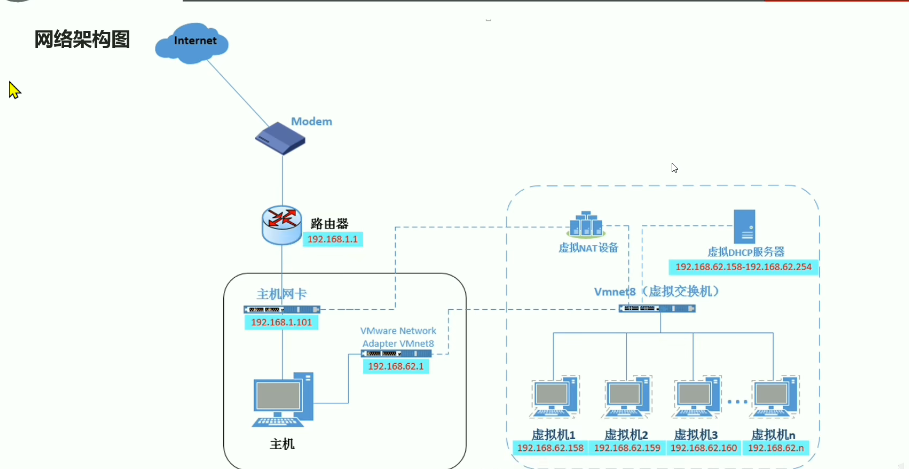 网络架构图
Internet
Modem
路由器
192.168.1.1
虚拟NAT设备
虚拟DHCP服务器
192.168.62.158-192.168.62.254
主机网卡
192.168.1.101
Vmnet8（虚拟交换机）
VMware Network
Adapter VMnet8
192.168.62.1
主机
虚拟机1
192.168.62.158
虚拟机2
192.168.62.159
虚拟机3
192.168.62.160
虚拟机n
192.168.62.n